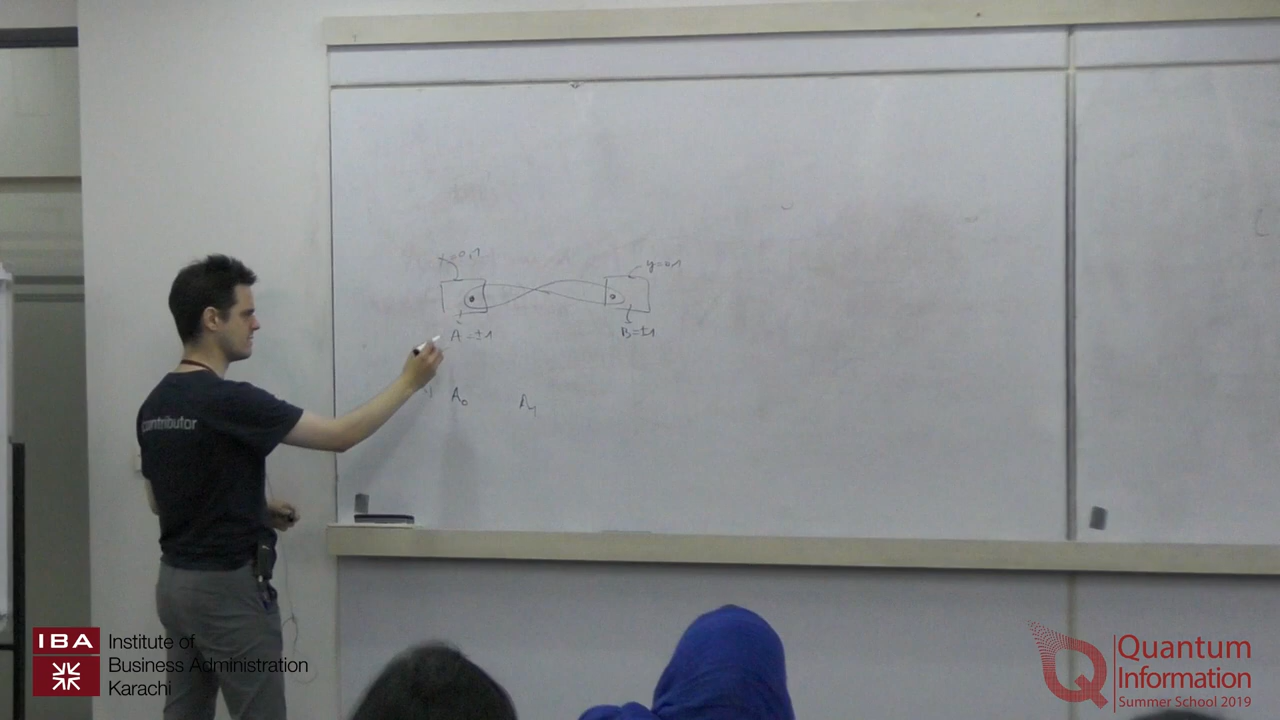 x=0,1
y=0,1
A=±1
B=±1
A₀ A₁
contributor
IBA
Institute of
Business Administration
Karachi
Quantum
Information
Summer School 2019